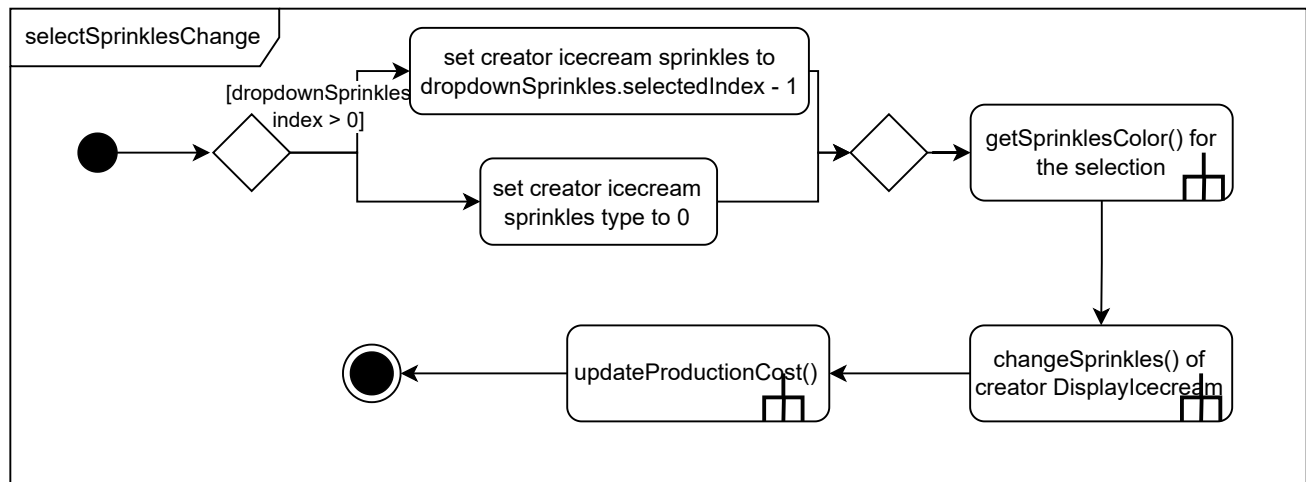 selectSprinklesChange
set creator icecream sprinkles to
dropdownSprinkles.selectedIndex - 1
[dropdownSprinkles
index > 0]
set creator icecream
sprinkles type to 0
getSprinklesColor() for
the selection
changeSprinkles() of
creator DisplayIcecream
updateProductionCost()